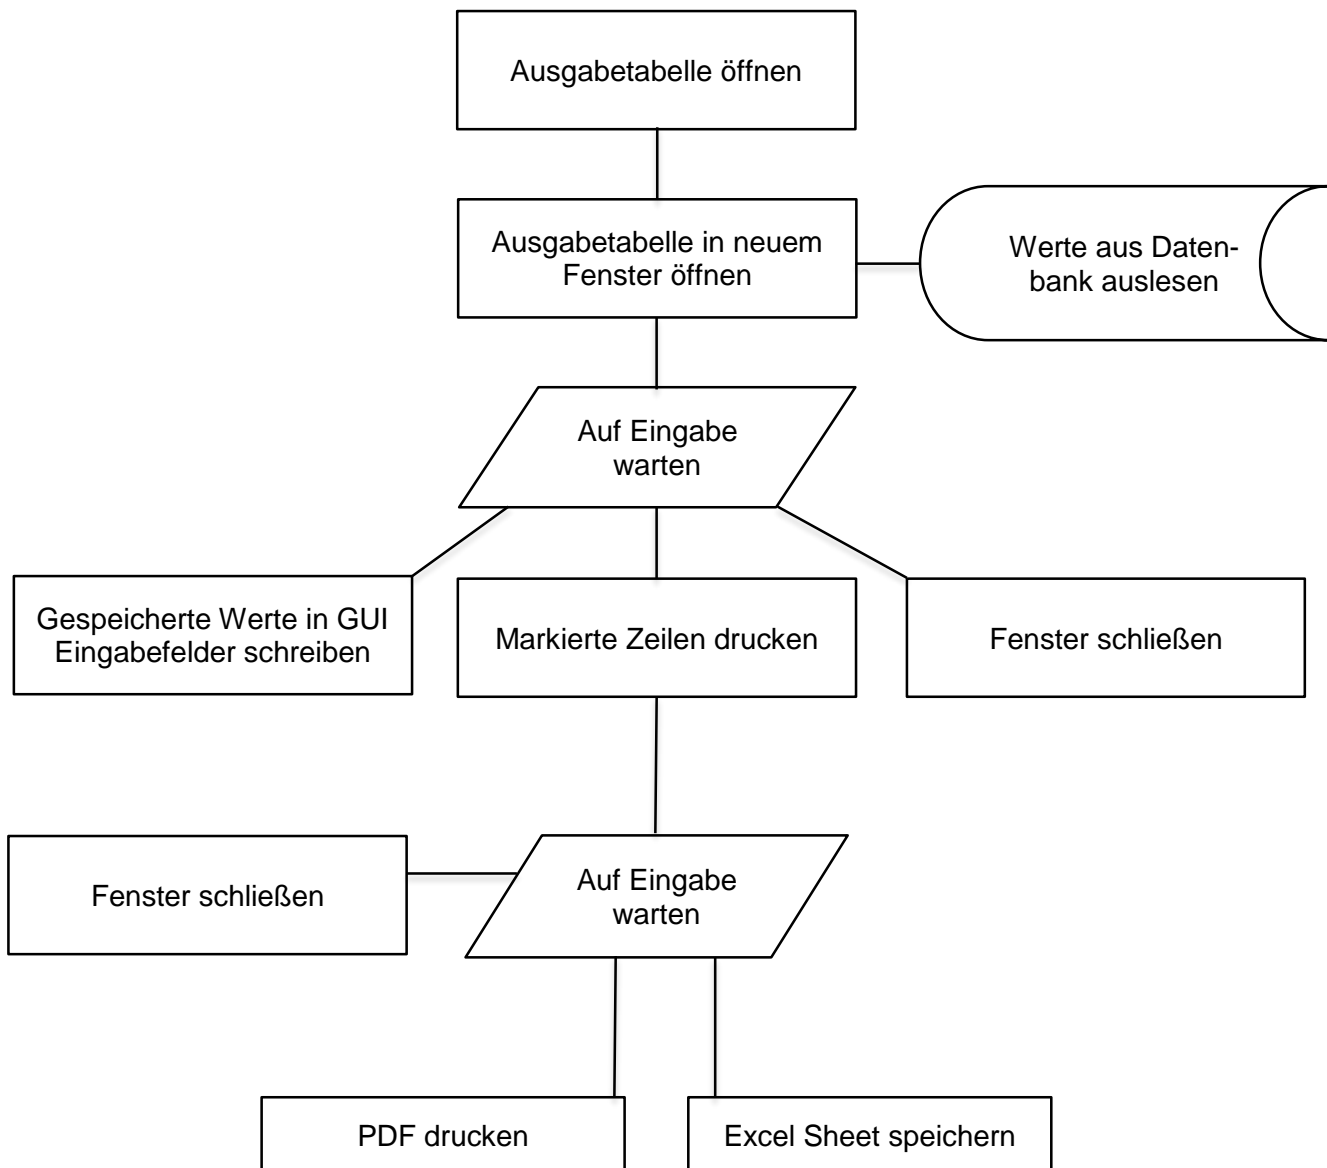 Ausgabetabelle öffnen
Ausgabetabelle in neuem
Fenster öffnen
Werte aus Daten-
bank auslesen
Auf Eingabe
warten
Gespeicherte Werte in GUI
Eingabefelder schreiben
Markierte Zeilen drucken
Fenster schließen
Fenster schließen
Auf Eingabe
warten
PDF drucken
Excel Sheet speichern